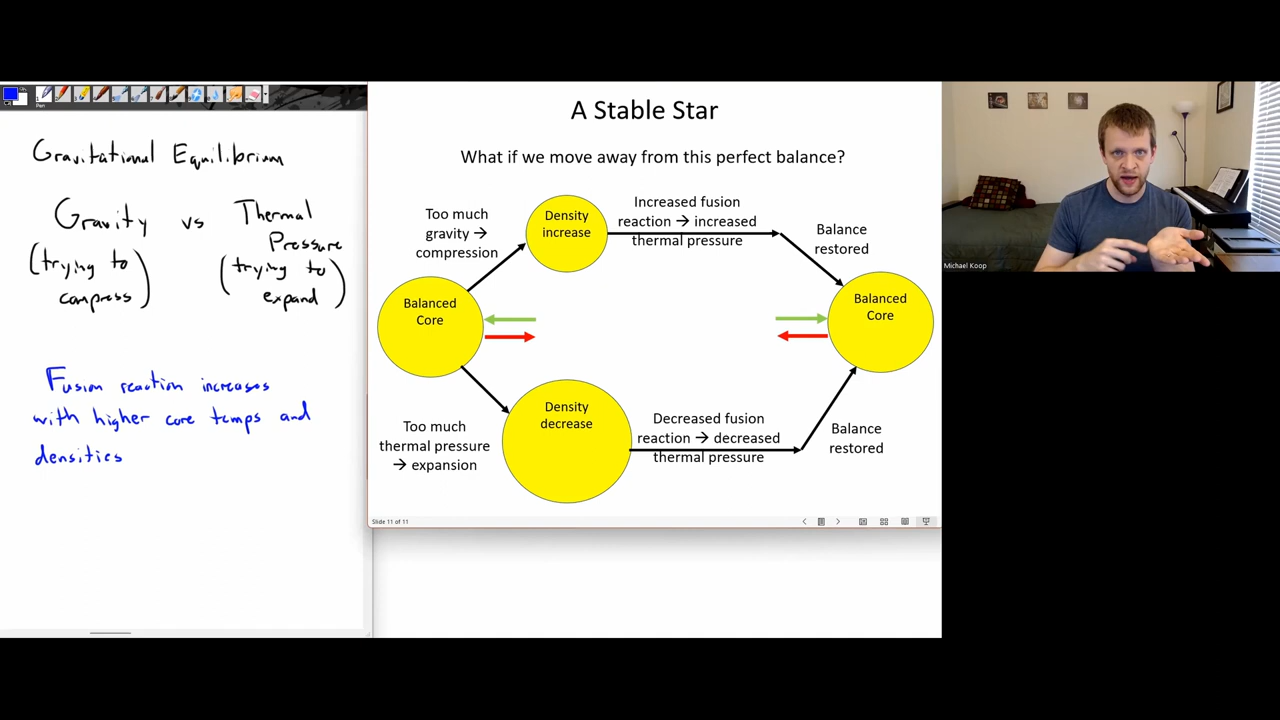 Pen
Gravitational Equilibrium
Gravity vs Thermal
Pressure
(trying to
compress)
(trying to
expand)
Fusion reaction increases
with higher core temps and
densities
A Stable Star
What if we move away from this perfect balance?
Too much
gravity →
compression
Density
increase
Increased fusion
reaction → increased
thermal pressure
Balance
restored
Balanced
Core
Balanced
Core
Too much
thermal pressure
→ expansion
Density
decrease
Decreased fusion
reaction → decreased
thermal pressure
Balance
restored
Slide 11 of 11
Michael Koop